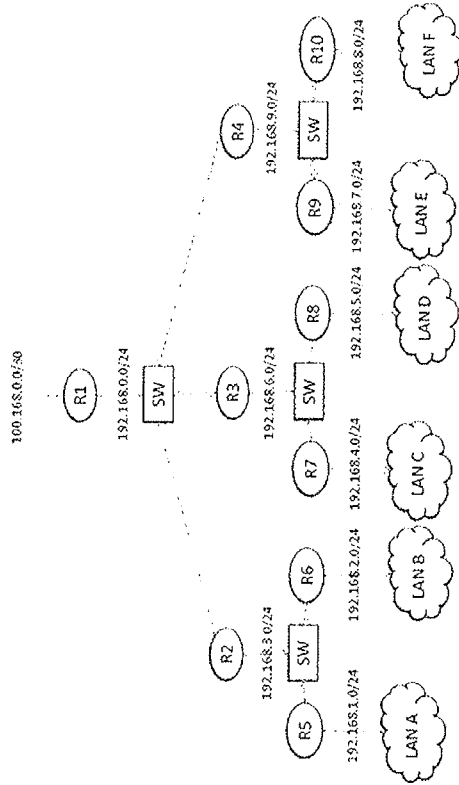 100.168.0.0/30
R1
192.168.0.0/24
SW
R2
R3
R4
192.168.3.0/24
192.168.6.0/24
192.168.9.0/24
SW
SW
SW
R5
R6
R7
R8
R9
R10
192.168.1.0/24
192.168.2.0/24
192.168.4.0/24
192.168.5.0/24
192.168.7.0/24
192.168.8.0/24
LAN A
LAN B
LAN C
LAN D
LAN E
LAN F